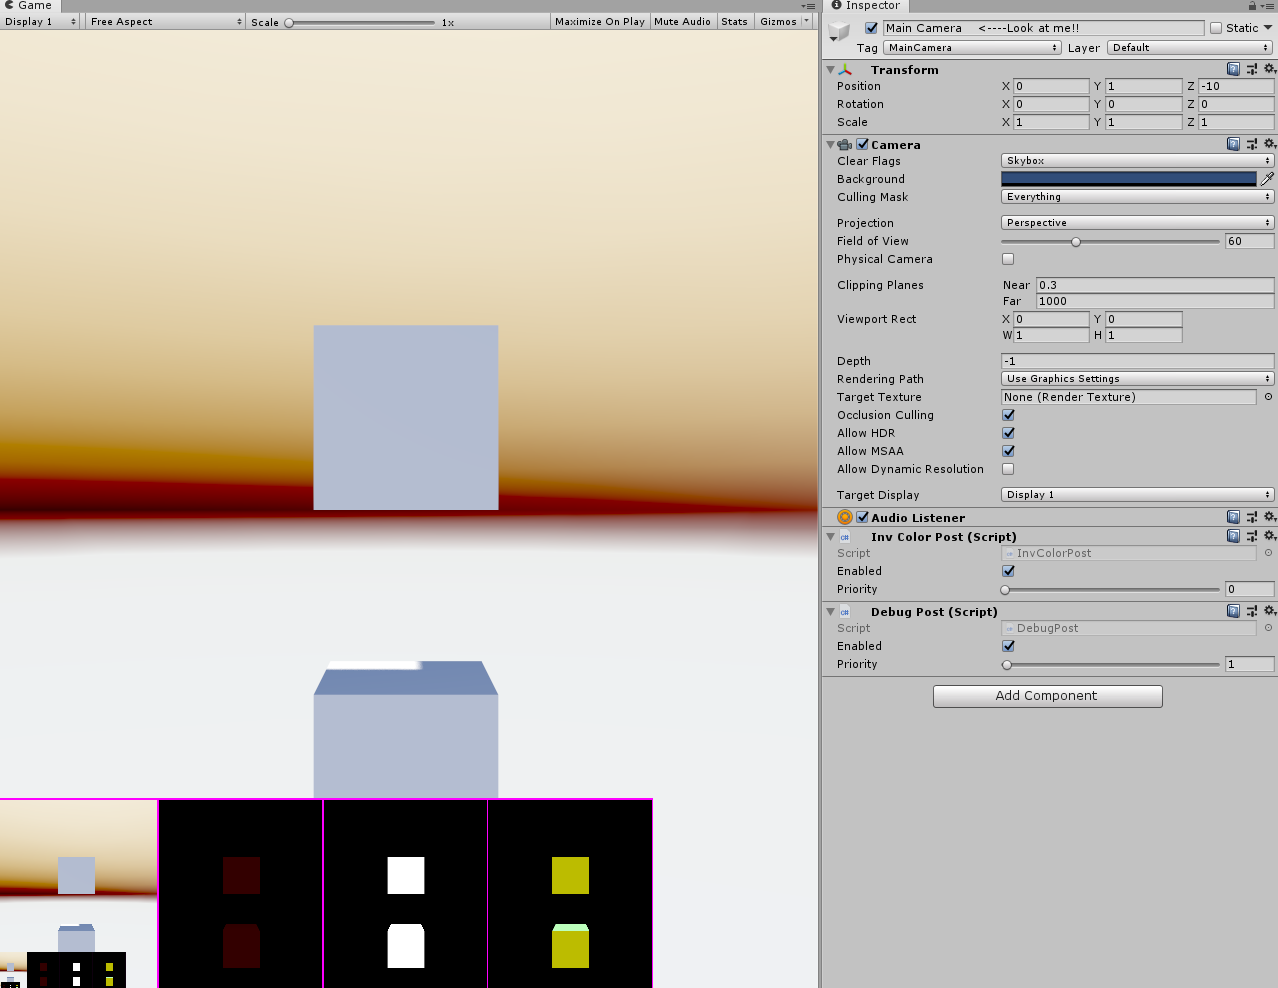 Game
Display 1 Free Aspect Scale 1x Maximize On Play Mute Audio Stats Gizmos
Inspector
Main Camera <----Look at me!! Static
Tag MainCamera Layer Default
Transform
Position X 0 Y 1 Z -10
Rotation X 0 Y 0 Z 0
Scale X 1 Y 1 Z 1
Camera
Clear Flags Skybox
Background
Culling Mask Everything
Projection Perspective
Field of View 60
Physical Camera
Clipping Planes Near 0.3
Far 1000
Viewport Rect X 0 Y 0
W 1 H 1
Depth -1
Rendering Path Use Graphics Settings
Target Texture None (Render Texture)
Occlusion Culling
Allow HDR
Allow MSAA
Allow Dynamic Resolution
Target Display Display 1
Audio Listener
c# Inv Color Post (Script)
Script InvColorPost
Enabled
Priority 0
c# Debug Post (Script)
Script DebugPost
Enabled
Priority 1
Add Component